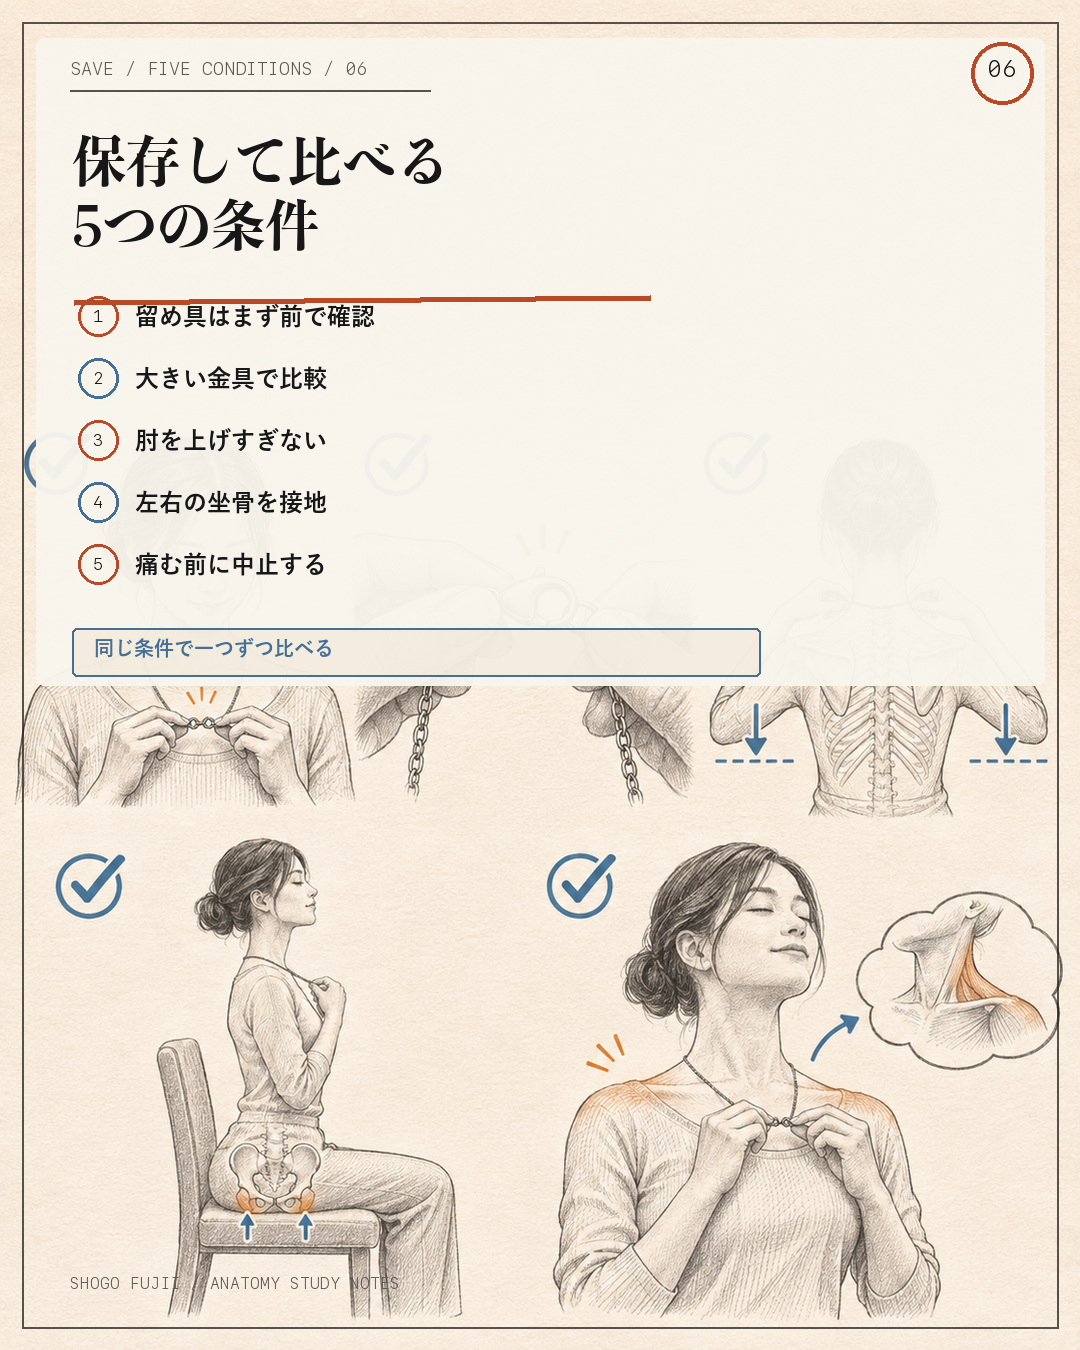 SAVE / FIVE CONDITIONS / 06
06
保存して比べる
5つの条件
1 留め具はまず前で確認
2 大きい金具で比較
3 肘を上げすぎない
4 左右の坐骨を接地
5 痛む前に中止する
同じ条件で一つずつ比べる
SHOGO FUJII / ANATOMY STUDY NOTES